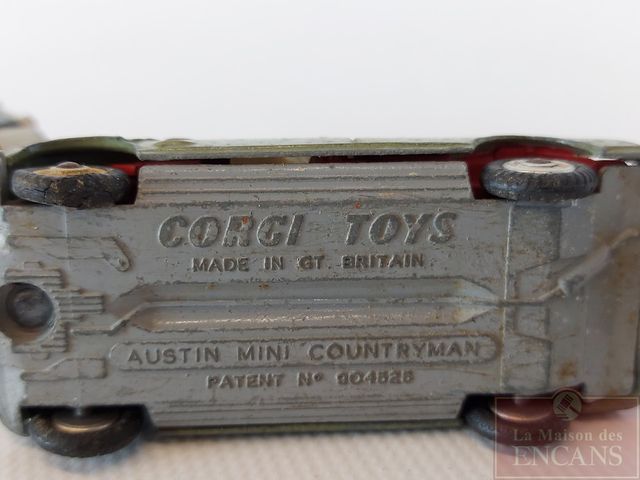 CORGI TOYS
MADE IN GT. BRITAIN
AUSTIN MINI COUNTRYMAN
PATENT Nº 904525
La Maison des
ENCANS